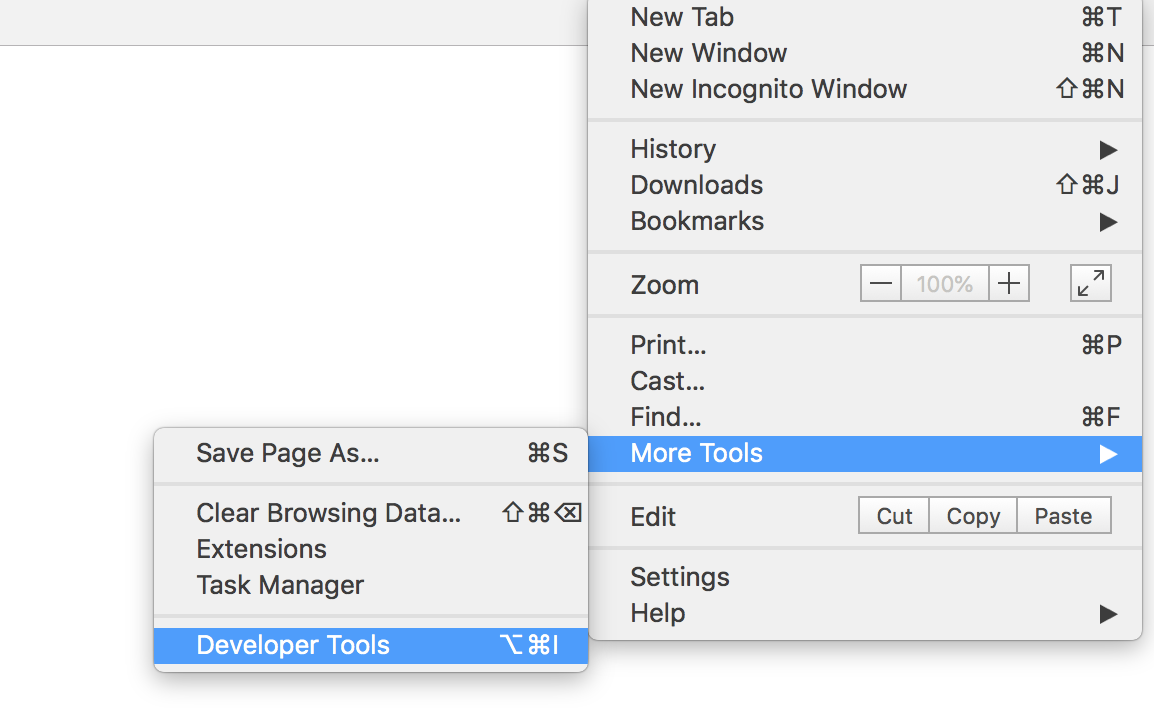 New Tab ⌘T
New Window ⌘N
New Incognito Window ⇧⌘N
History ▶
Downloads ⇧⌘J
Bookmarks ▶
Zoom — 100% +
Print... ⌘P
Cast...
Find... ⌘F
More Tools ▶
Edit Cut Copy Paste
Settings
Help ▶
Save Page As... ⌘S
Clear Browsing Data... ⇧⌘⌫
Extensions
Task Manager
Developer Tools ⌥⌘I